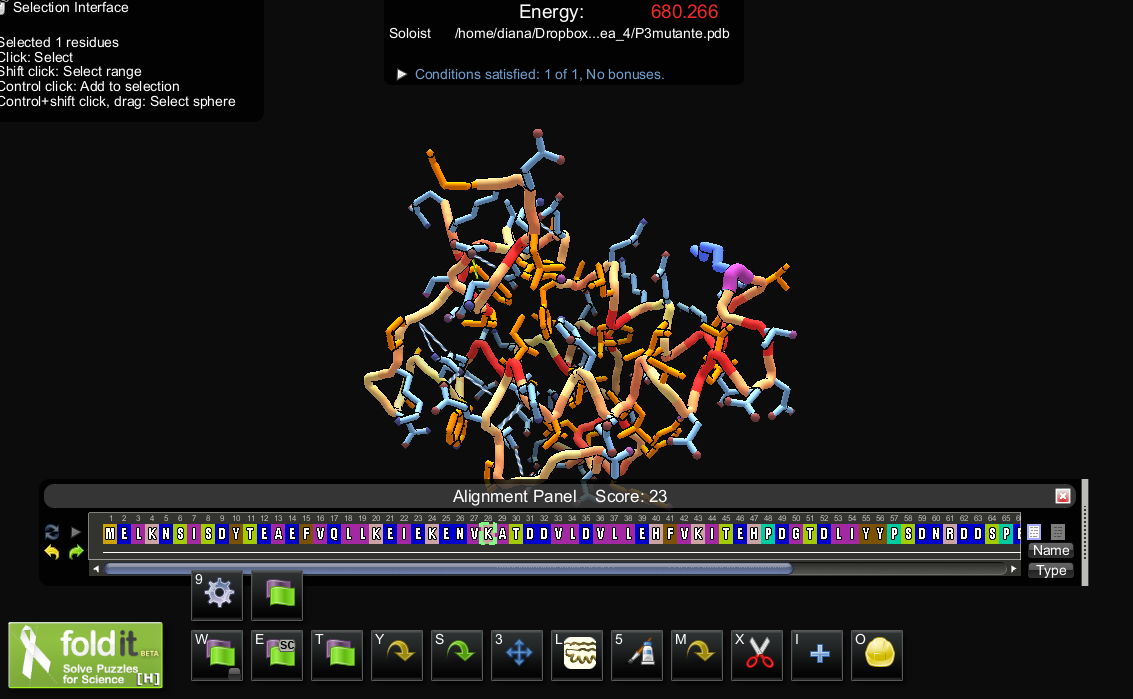 Selection Interface
Selected 1 residues
Click: Select
Shift click: Select range
Control click: Add to selection
Control+shift click, drag: Select sphere
Energy: 680.266
Soloist /home/diana/Dropbox...ea_4/P3mutante.pdb
Conditions satisfied: 1 of 1, No bonuses.
Alignment Panel Score: 23
1 2 3 4 5 6 7 8 9 10 11 12 13 14 15 16 17 18 19 20 21 22 23 24 25 26 27 28 29 30 31 32 33 34 35 36 37 38 39 40 41 42 43 44 45 46 47 48 49 50 51 52 53 54 55 56 57 58 59 60 61 62 63 64 65
M E L K N S I S D Y T E A E F V Q L L K E I E K E N V K A T D D V L D V L L E H F V K I T E H P D G T D L I Y Y P S D N R D D S P
Name
Type
9
W E SC T Y S 3 L 5 M X I O
foldit BETA
Solve Puzzles
for Science [H]